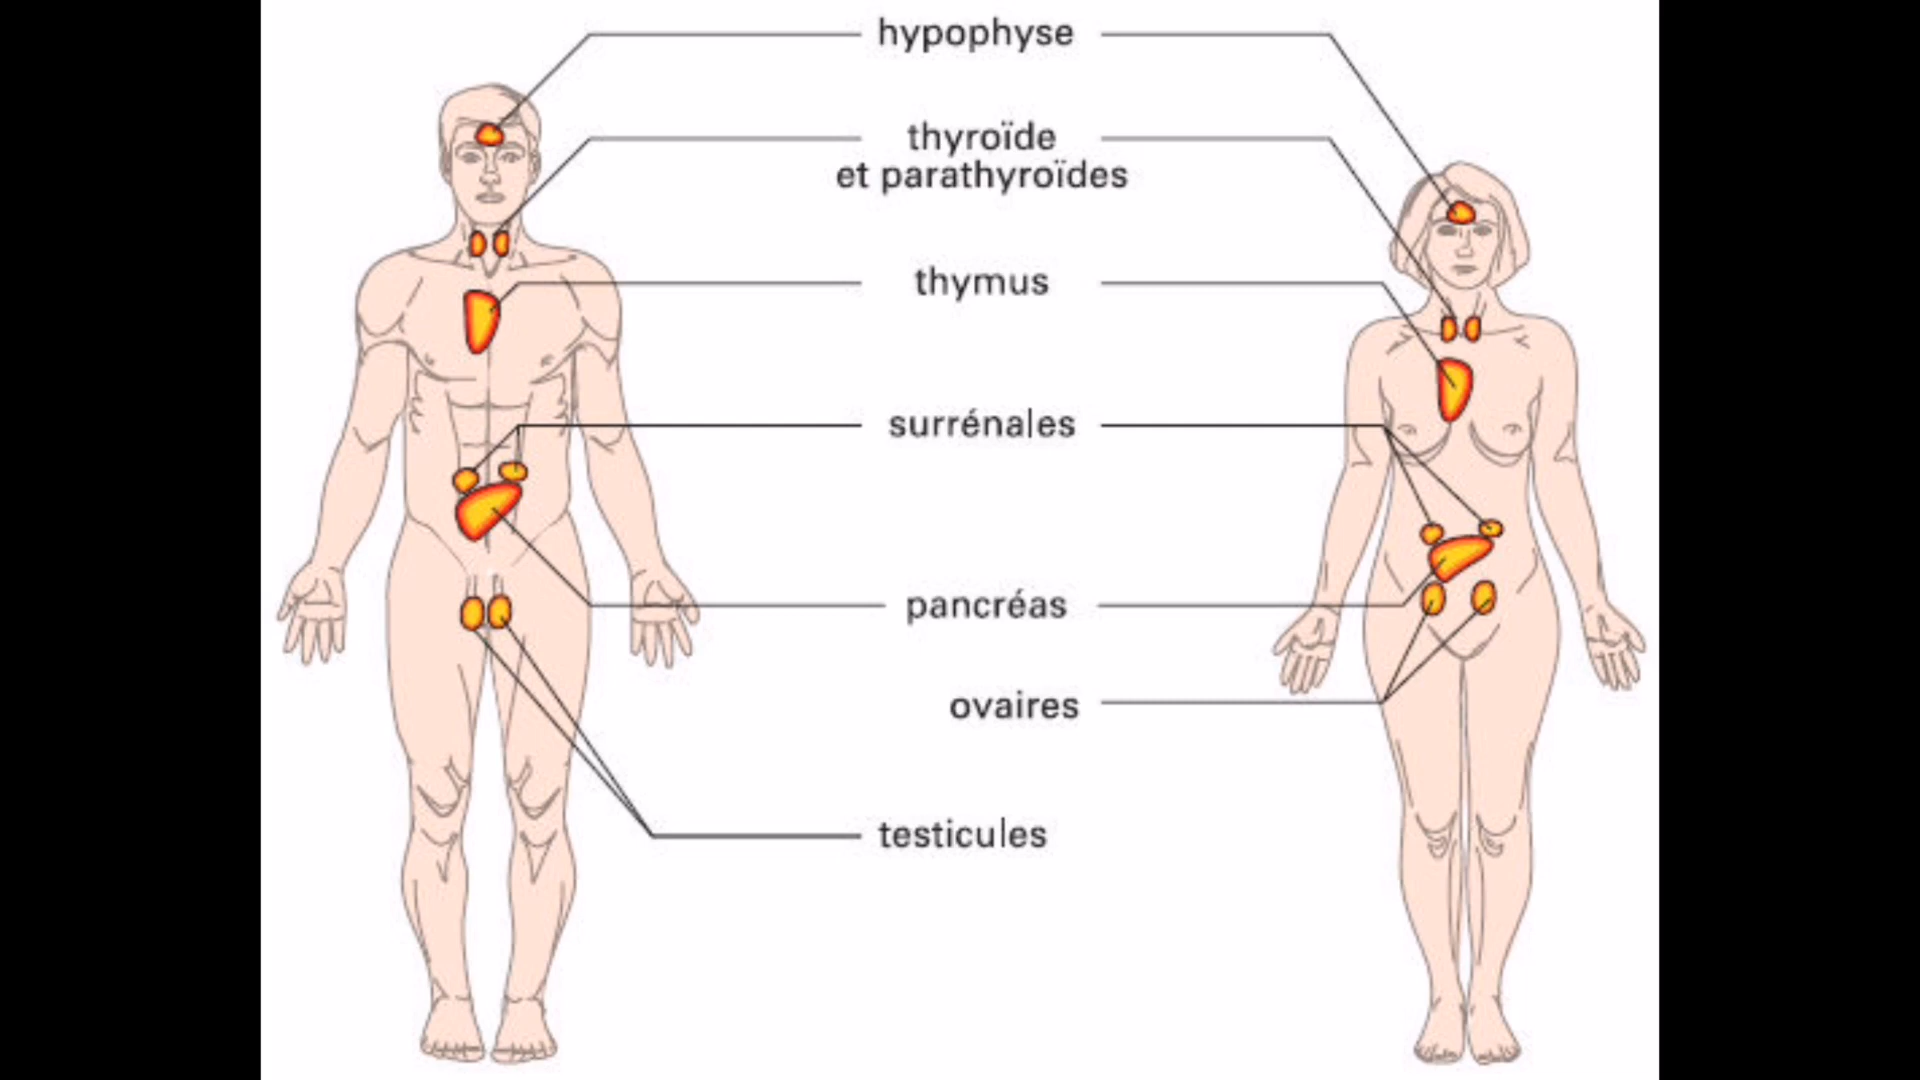 hypophyse
thyroïde
et parathyroïdes
thymus
surrénales
pancréas
ovaires
testicules